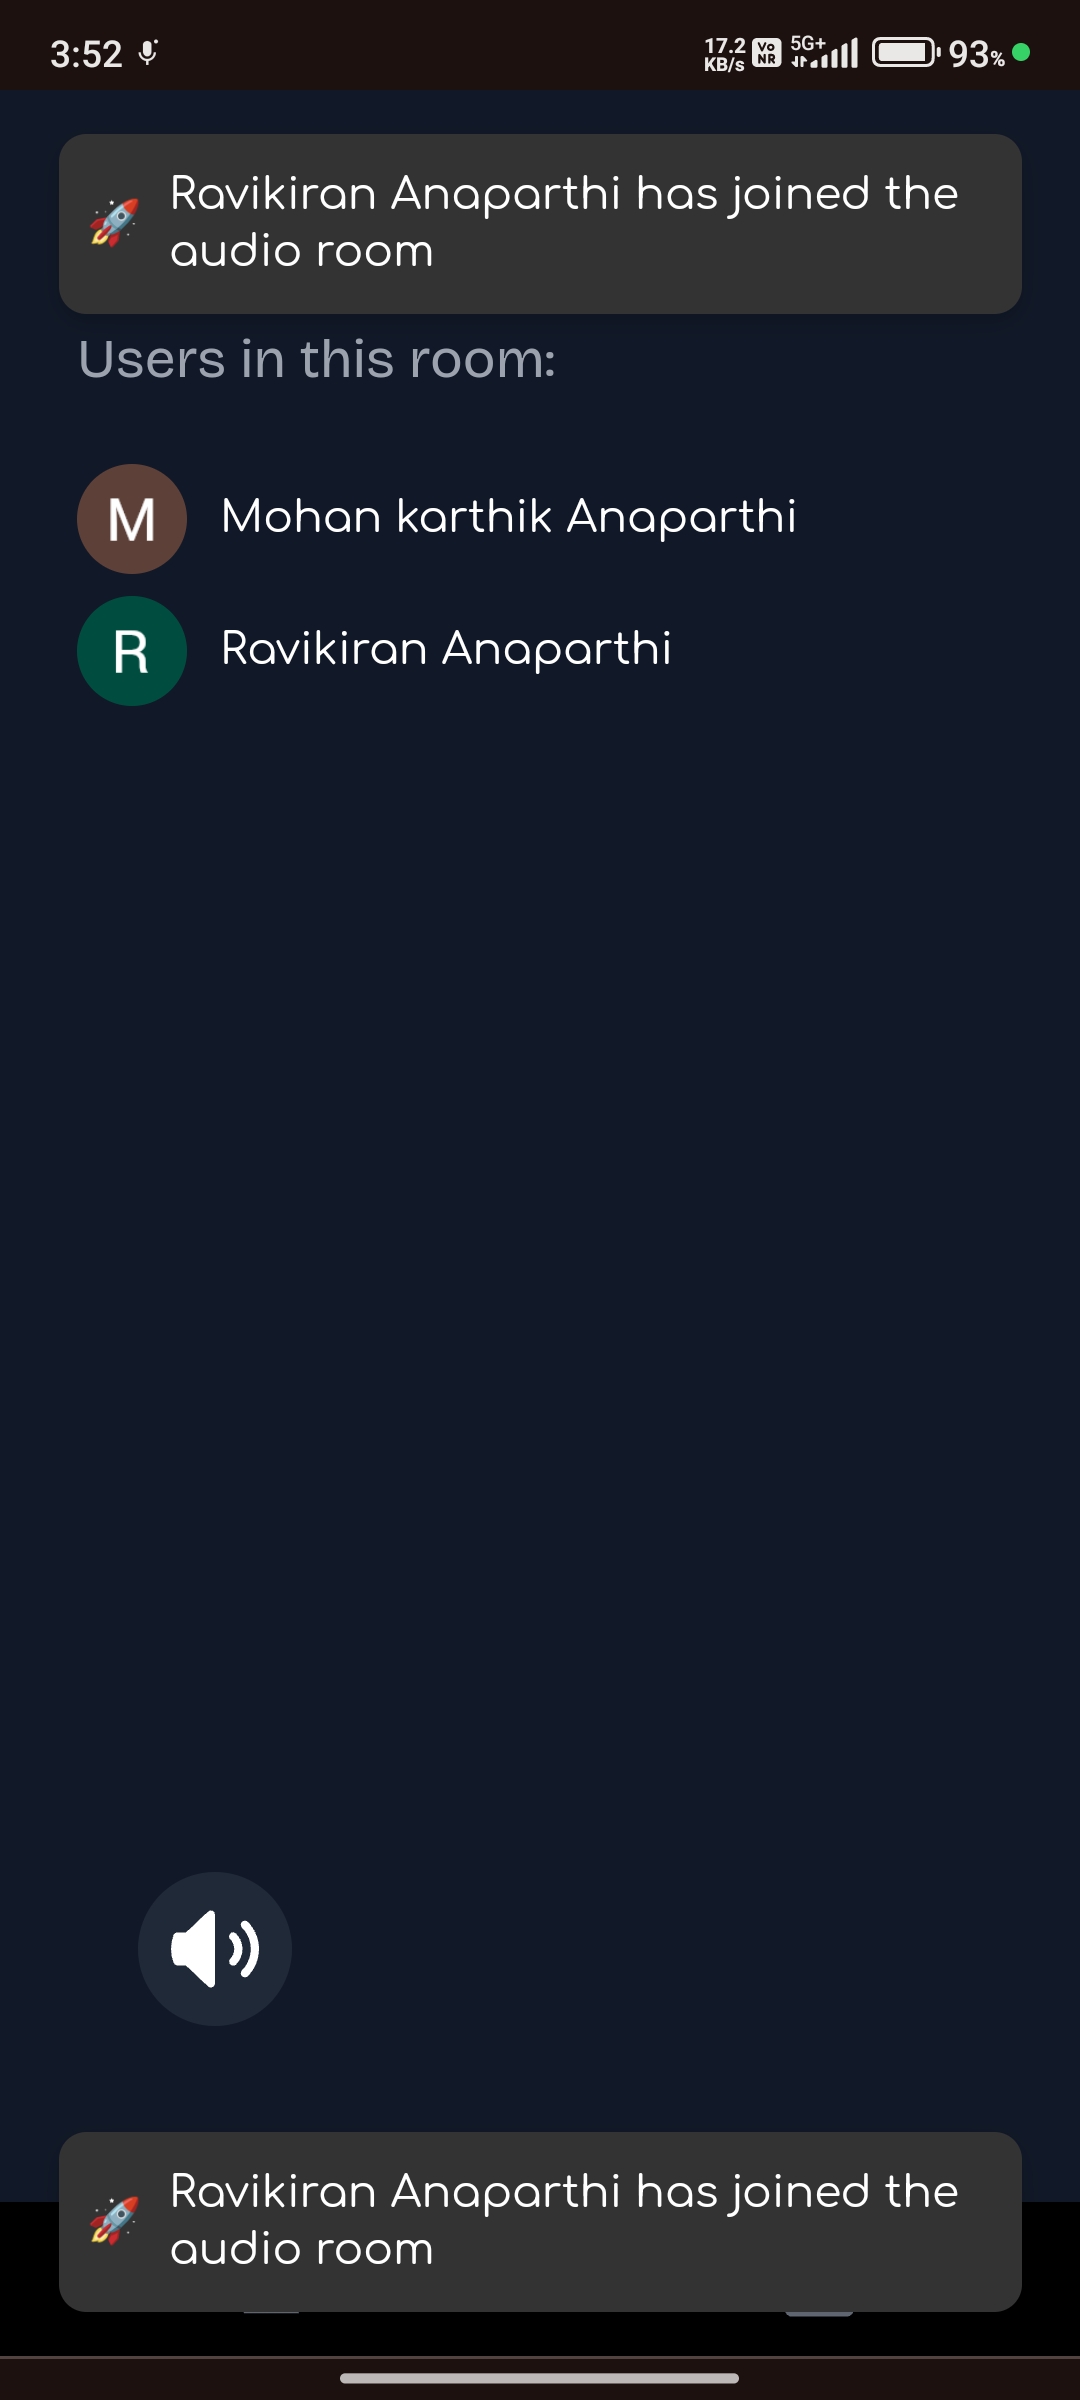 3:52
17.2
KB/s
Vo
NR
5G+
93%
Ravikiran Anaparthi has joined the
audio room
Users in this room:
M
Mohan karthik Anaparthi
R
Ravikiran Anaparthi
Ravikiran Anaparthi has joined the
audio room